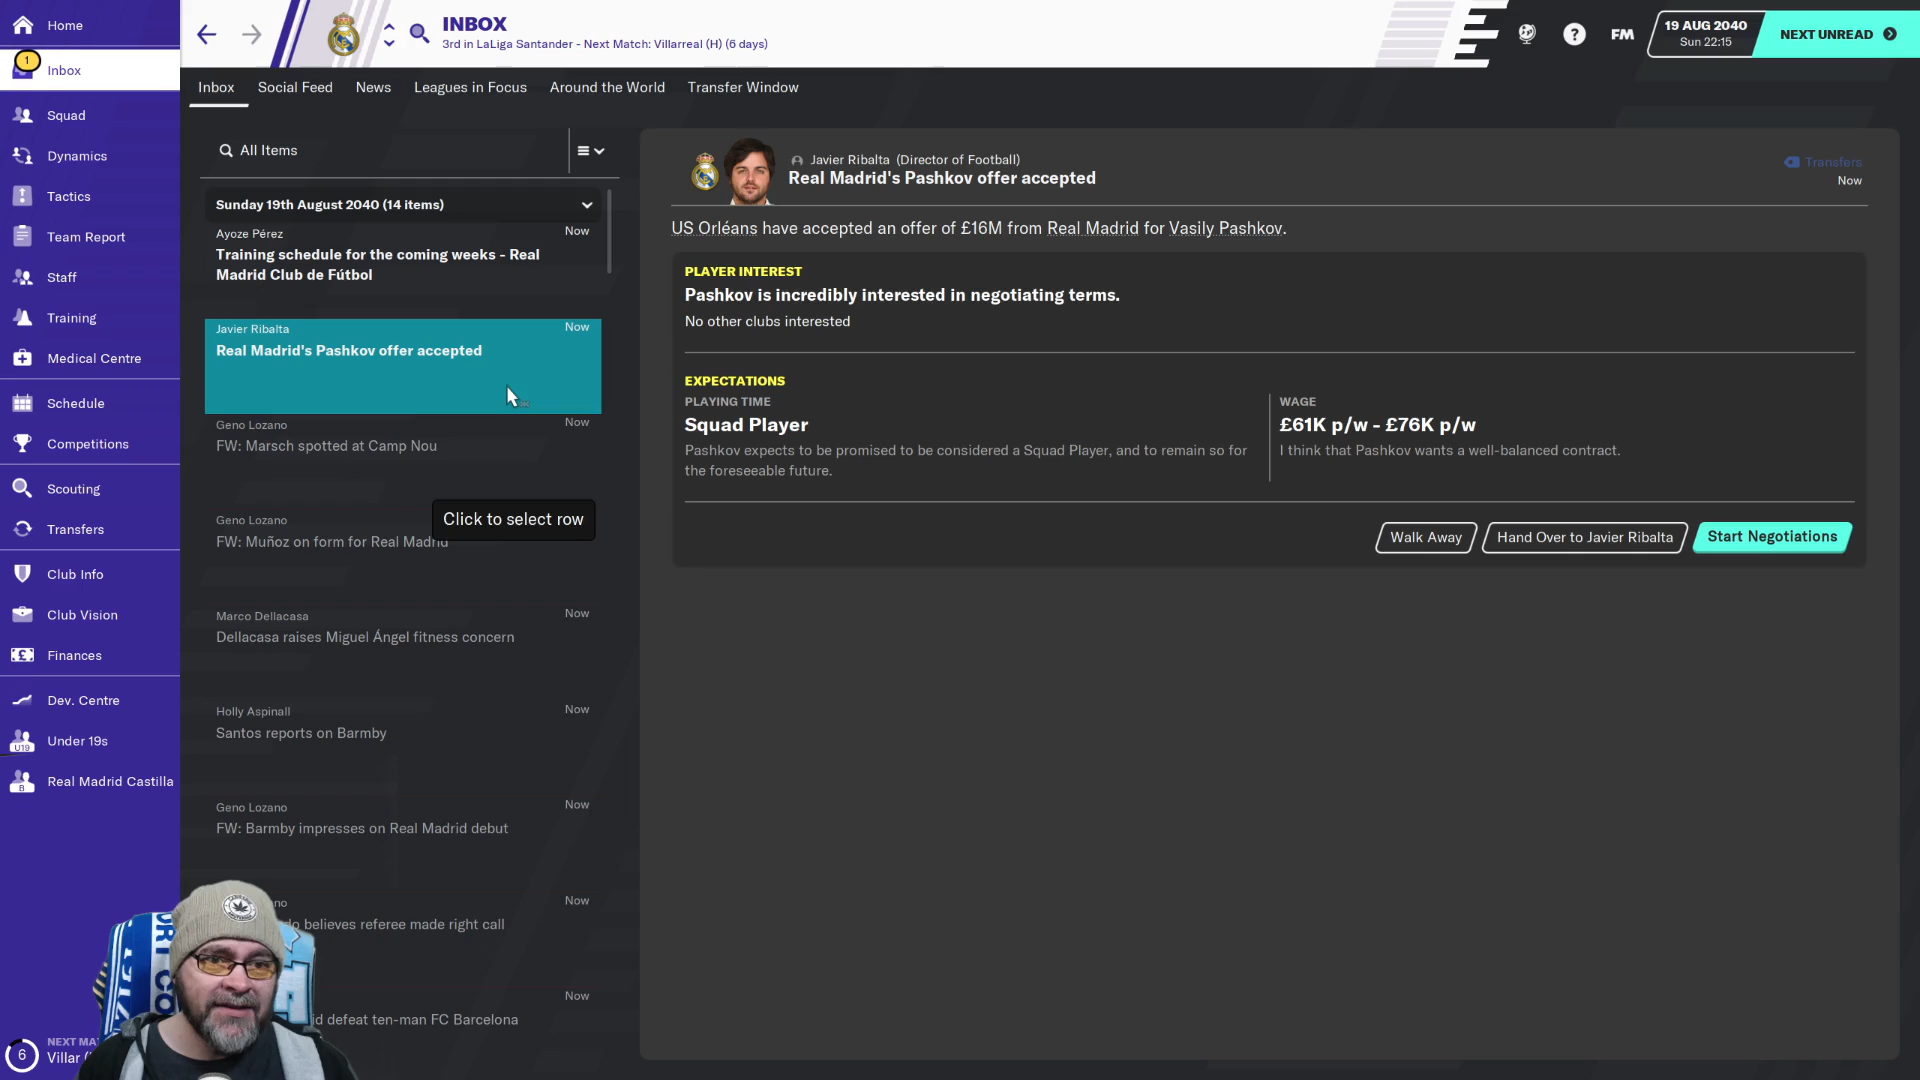 Home
1
Inbox
Squad
Dynamics
Tactics
Team Report
Staff
Training
Medical Centre
Schedule
Competitions
Scouting
Transfers
Club Info
Club Vision
Finances
Dev. Centre
U19
Under 19s
B
Real Madrid Castilla
NEXT MA
6
Villar (
INBOX
3rd in LaLiga Santander - Next Match: Villarreal (H) (6 days)
?
FM
19 AUG 2040
Sun 22:15
NEXT UNREAD
Inbox
Social Feed
News
Leagues in Focus
Around the World
Transfer Window
All Items
Sunday 19th August 2040 (14 items)
Ayoze Pérez
Now
Training schedule for the coming weeks - Real
Madrid Club de Fútbol
Javier Ribalta
Now
Real Madrid's Pashkov offer accepted
Geno Lozano
Now
FW: Marsch spotted at Camp Nou
Geno Lozano
Click to select row
FW: Muñoz on form for Real Madrid
Marco Dellacasa
Now
Dellacasa raises Miguel Ángel fitness concern
Holly Aspinall
Now
Santos reports on Barmby
Geno Lozano
Now
FW: Barmby impresses on Real Madrid debut
no
Now
do believes referee made right call
Now
id defeat ten-man FC Barcelona
Javier Ribalta (Director of Football)
Real Madrid's Pashkov offer accepted
Transfers
Now
US Orléans have accepted an offer of £16M from Real Madrid for Vasily Pashkov.
PLAYER INTEREST
Pashkov is incredibly interested in negotiating terms.
No other clubs interested
EXPECTATIONS
PLAYING TIME
Squad Player
Pashkov expects to be promised to be considered a Squad Player, and to remain so for
the foreseeable future.
WAGE
£61K p/w - £76K p/w
I think that Pashkov wants a well-balanced contract.
Walk Away
Hand Over to Javier Ribalta
Start Negotiations